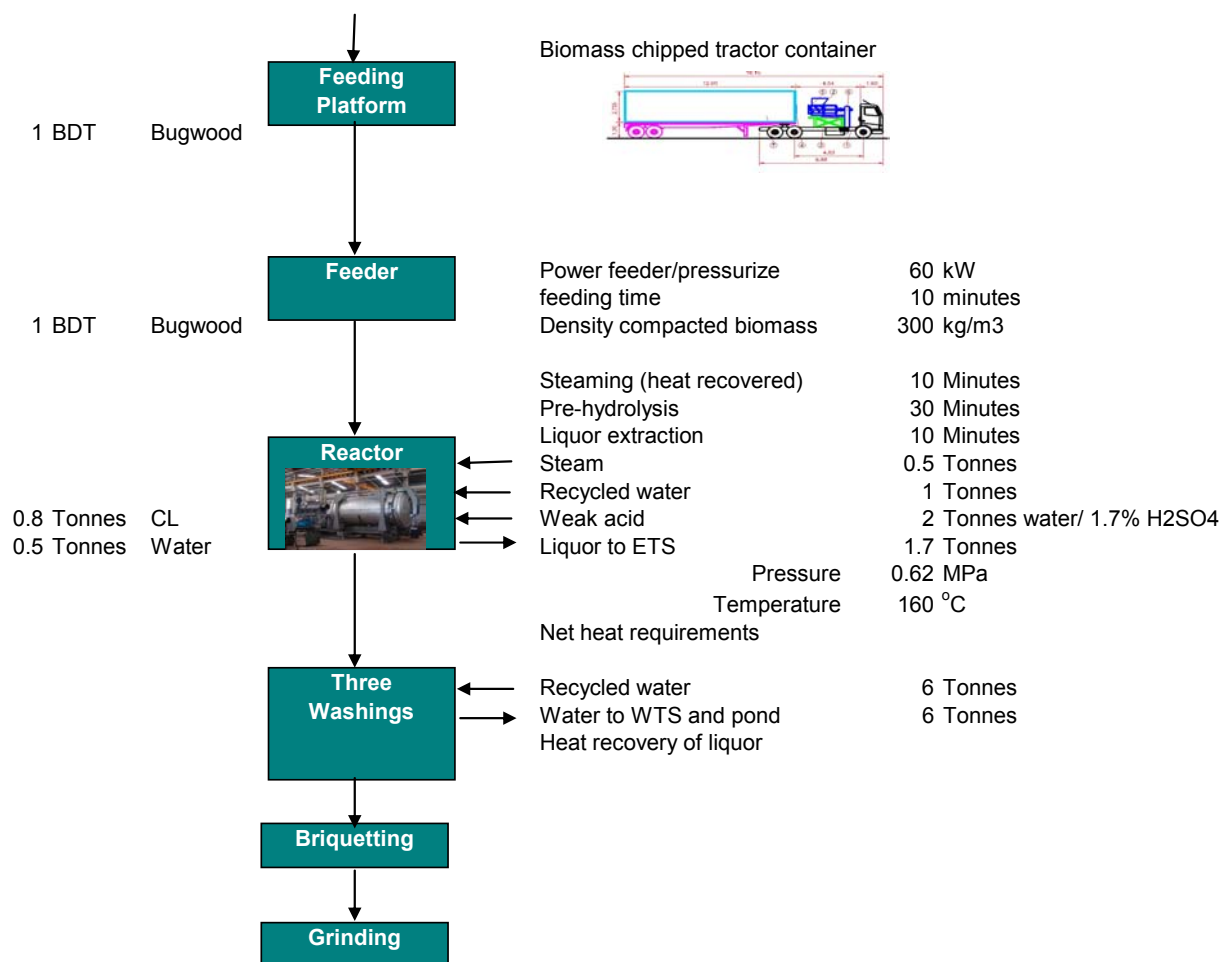 Biomass chipped tractor container
Feeding
Platform
1 BDT Bugwood
Feeder
Power feeder/pressurize 60 kW
feeding time 10 minutes
1 BDT Bugwood
Density compacted biomass 300 kg/m3
Steaming (heat recovered) 10 Minutes
Pre-hydrolysis 30 Minutes
Liquor extraction 10 Minutes
Reactor
Steam 0.5 Tonnes
Recycled water 1 Tonnes
0.8 Tonnes CL
Weak acid 2 Tonnes water/ 1.7% H2SO4
0.5 Tonnes Water
Liquor to ETS 1.7 Tonnes
Pressure 0.62 MPa
Temperature 160 °C
Net heat requirements
Three
Washings
Recycled water 6 Tonnes
Water to WTS and pond 6 Tonnes
Heat recovery of liquor
Briquetting
Grinding